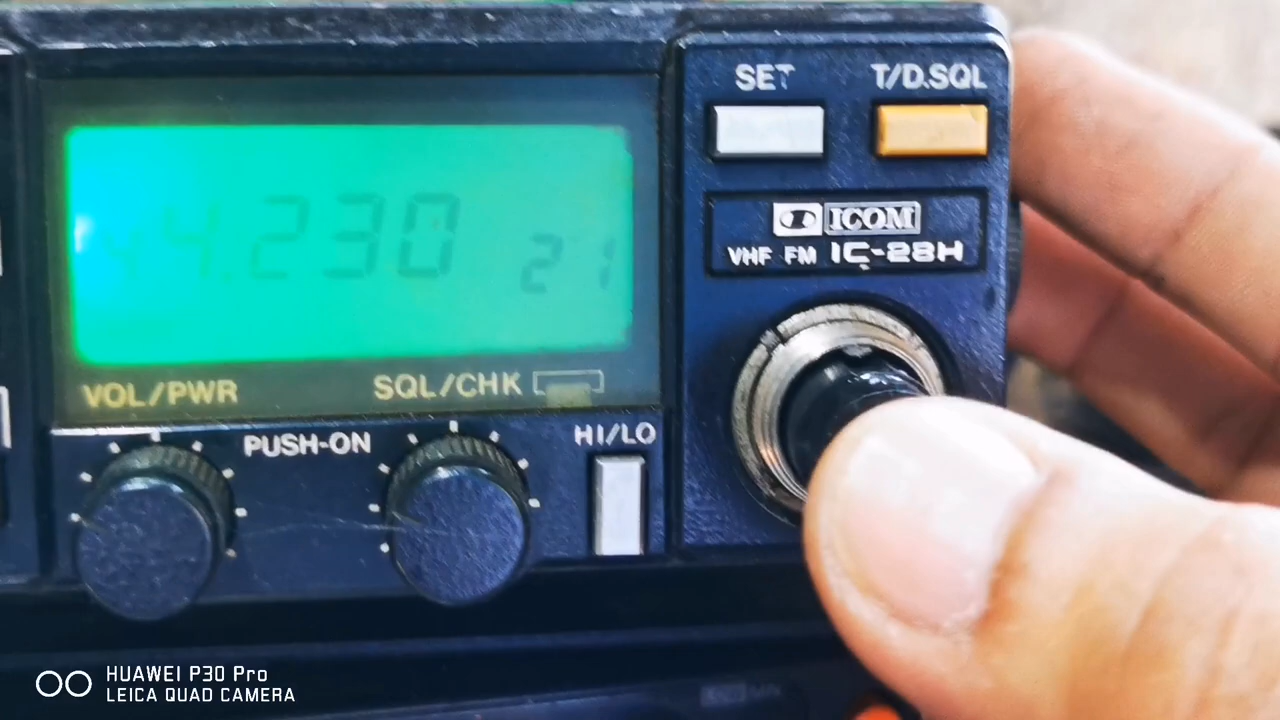 SET T/D.SQL
4.230 21
ICOM
VHF FM IC-28H
VOL/PWR SQL/CHK
PUSH-ON HI/LO
HUAWEI P30 Pro
LEICA QUAD CAMERA